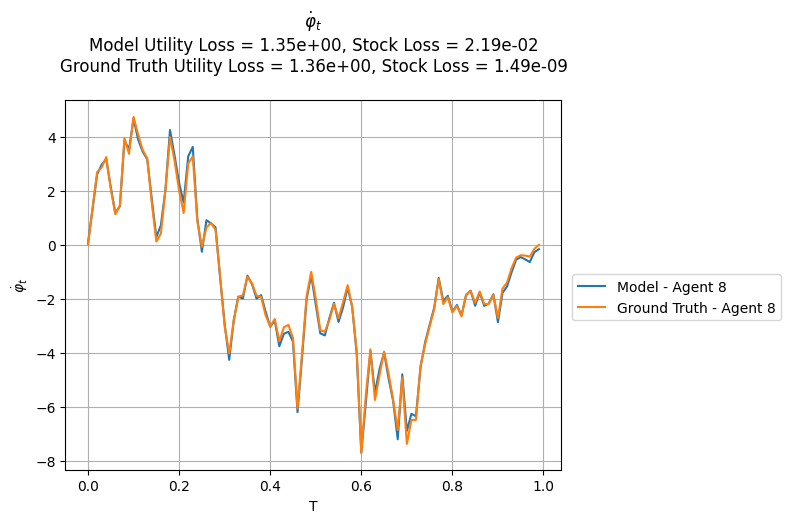 φ̇ₜ
Model Utility Loss = 1.35e+00, Stock Loss = 2.19e-02
Ground Truth Utility Loss = 1.36e+00, Stock Loss = 1.49e-09
φ̇ₜ
4
2
0
−2
−4
−6
−8
0.0 0.2 0.4 0.6 0.8 1.0
T
Model - Agent 8
Ground Truth - Agent 8